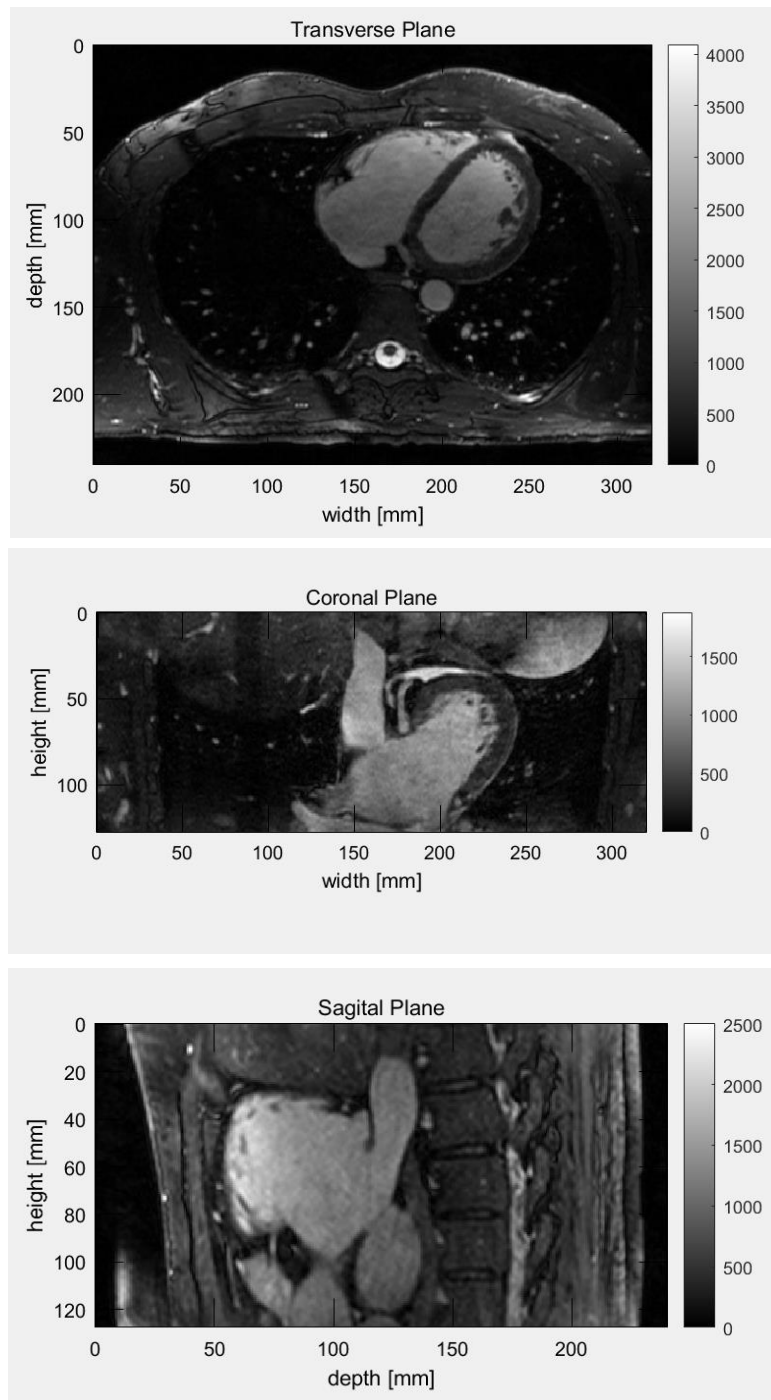 Transverse Plane
0
50
100
150
200
depth [mm]
0 50 100 150 200 250 300
width [mm]
4000
3500
3000
2500
2000
1500
1000
500
0
Coronal Plane
0
50
100
height [mm]
0 50 100 150 200 250 300
width [mm]
1500
1000
500
0
Sagital Plane
0
20
40
60
80
100
120
height [mm]
0 50 100 150 200
depth [mm]
2500
2000
1500
1000
500
0